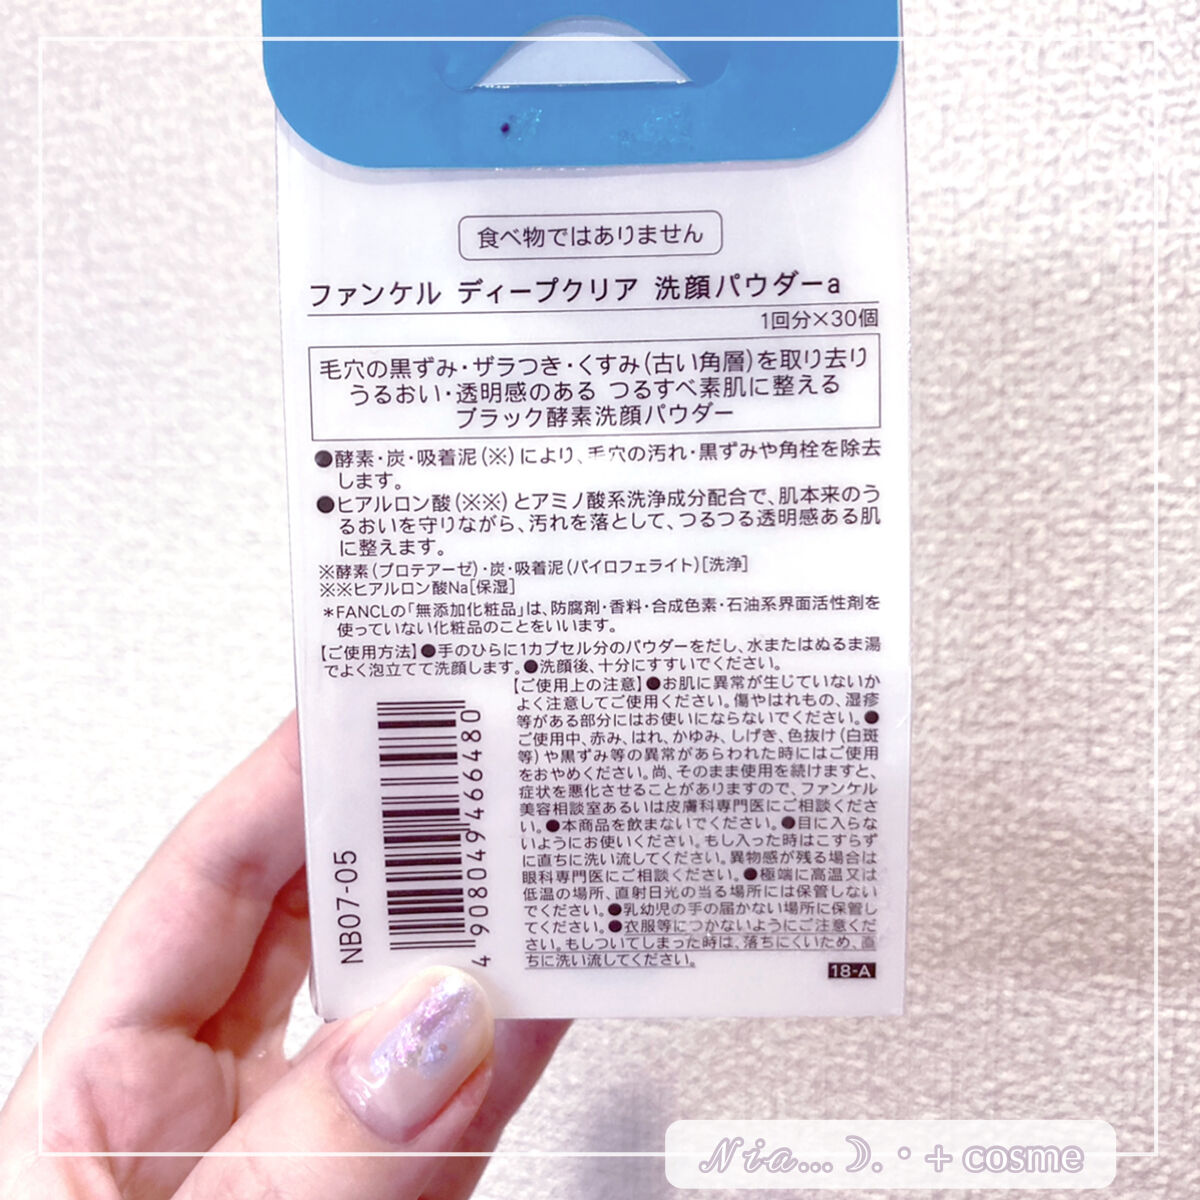 食べ物ではありません
ファンケル ディープクリア 洗顔パウダーa
1回分×30個
毛穴の黒ずみ・ザラつき・くすみ(古い角層)を取り去り
うるおい・透明感のある つるすべ素肌に整える
ブラック酵素洗顔パウダー
●酵素・炭・吸着泥(※)により、毛穴の汚れ・黒ずみや角栓を除去
します。
●ヒアルロン酸(※※)とアミノ酸系洗浄成分配合で、肌本来のう
るおいを守りながら、汚れを落として、つるつる透明感ある肌
に整えます。
※酵素(プロテアーゼ)・炭・吸着泥(パイロフェライト)[洗浄]
※※ヒアルロン酸Na[保湿]
*FANCLの「無添加化粧品」は、防腐剤・香料・合成色素・石油系界面活性剤を
使っていない化粧品のことをいいます。
【ご使用方法】●手のひらに1カプセル分のパウダーをだし、水またはぬるま湯
でよく泡立てて洗顔します。●洗顔後、十分にすすいでください。
【ご使用上の注意】●お肌に異常が生じていないか
よく注意してご使用ください。傷やはれもの、湿疹
等がある部分にはお使いにならないでください。●
ご使用中、赤み、はれ、かゆみ、しげき、色抜け(白斑
等)や黒ずみ等の異常があらわれた時にはご使用
をおやめください。尚、そのまま使用を続けますと、
症状を悪化させることがありますので、ファンケル
美容相談室あるいは皮膚科専門医にご相談くださ
い。●本商品を飲まないでください。●目に入らな
いようにお使いください。もし入った時はこすらず
に直ちに洗い流してください。異物感が残る場合は
眼科専門医にご相談ください。●極端に高温又は
低温の場所、直射日光の当る場所には保管しない
でください。●乳幼児の手の届かない場所に保管し
てください。●衣服等につかないようにご注意くだ
さい。もしついてしまった時は、落ちにくいため、直
ちに洗い流してください。
18-A
4908049466480
NB07-05
Nia...☽.・+ cosme